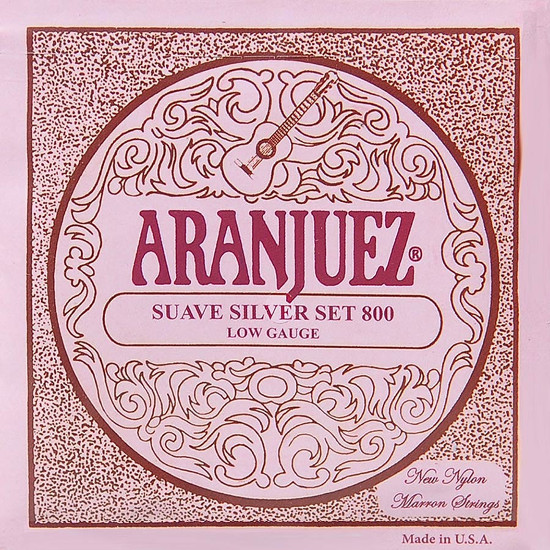 ARANJUEZ®
SUAVE SILVER SET 800
LOW GAUGE
New Nylon
Marron Strings
Made in U.S.A.